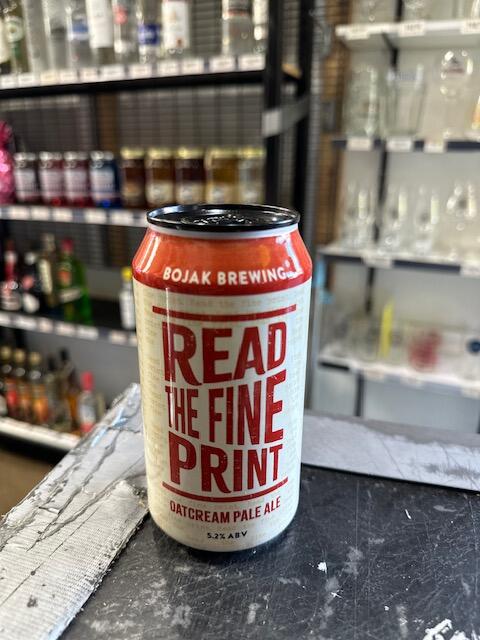 BOJAK BREWING
READ
THE FINE
PRINT
OATCREAM PALE ALE
5.2% ABV